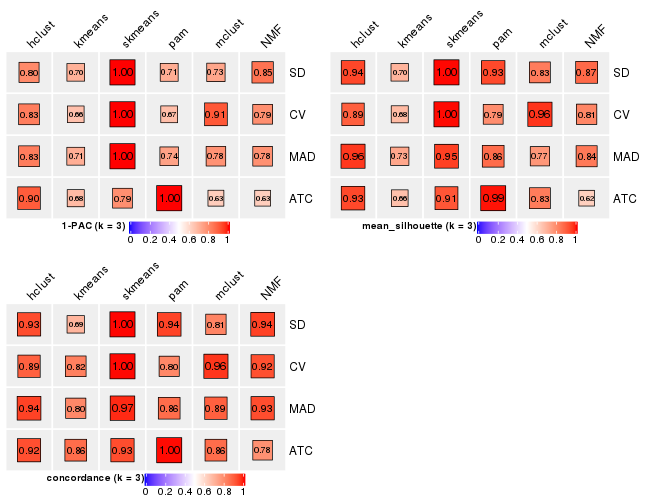 hclust kmeans skmeans pam mclust NMF
0.80 0.70 1.00 0.71 0.73 0.85 SD
0.83 0.66 1.00 0.67 0.91 0.79 CV
0.83 0.71 1.00 0.74 0.78 0.78 MAD
0.90 0.68 0.79 1.00 0.63 0.63 ATC
1-PAC (k = 3)
0 0.2 0.4 0.6 0.8 1
hclust kmeans skmeans pam mclust NMF
0.94 0.70 1.00 0.93 0.83 0.87 SD
0.89 0.68 1.00 0.79 0.96 0.81 CV
0.96 0.73 0.95 0.86 0.77 0.84 MAD
0.93 0.66 0.91 0.99 0.83 0.62 ATC
mean_silhouette (k = 3)
0 0.2 0.4 0.6 0.8 1
hclust kmeans skmeans pam mclust NMF
0.93 0.69 1.00 0.94 0.81 0.94 SD
0.89 0.82 1.00 0.80 0.96 0.92 CV
0.94 0.80 0.97 0.86 0.89 0.93 MAD
0.92 0.86 0.93 1.00 0.86 0.78 ATC
concordance (k = 3)
0 0.2 0.4 0.6 0.8 1